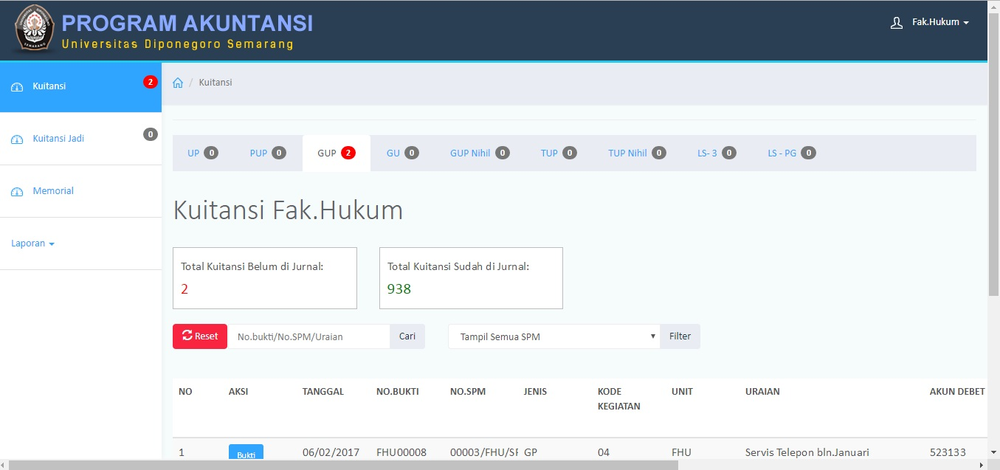 PROGRAM AKUNTANSI
Universitas Diponegoro Semarang
Fak.Hukum
Kuitansi 2
Kuitansi Jadi 0
Memorial
Laporan
/ Kuitansi
UP 0 PUP 0 GUP 2 GU 0 GUP Nihil 0 TUP 0 TUP Nihil 0 LS- 3 0 LS - PG 0
Kuitansi Fak.Hukum
Total Kuitansi Belum di Jurnal:
2
Total Kuitansi Sudah di Jurnal:
938
Reset No.bukti/No.SPM/Uraian Cari Tampil Semua SPM Filter
NO AKSI TANGGAL NO.BUKTI NO.SPM JENIS KODE KEGIATAN UNIT URAIAN AKUN DEBET
1 Bukti 06/02/2017 FHU00008 00003/FHU/SF GP 04 FHU Servis Telepon bln.Januari 523133